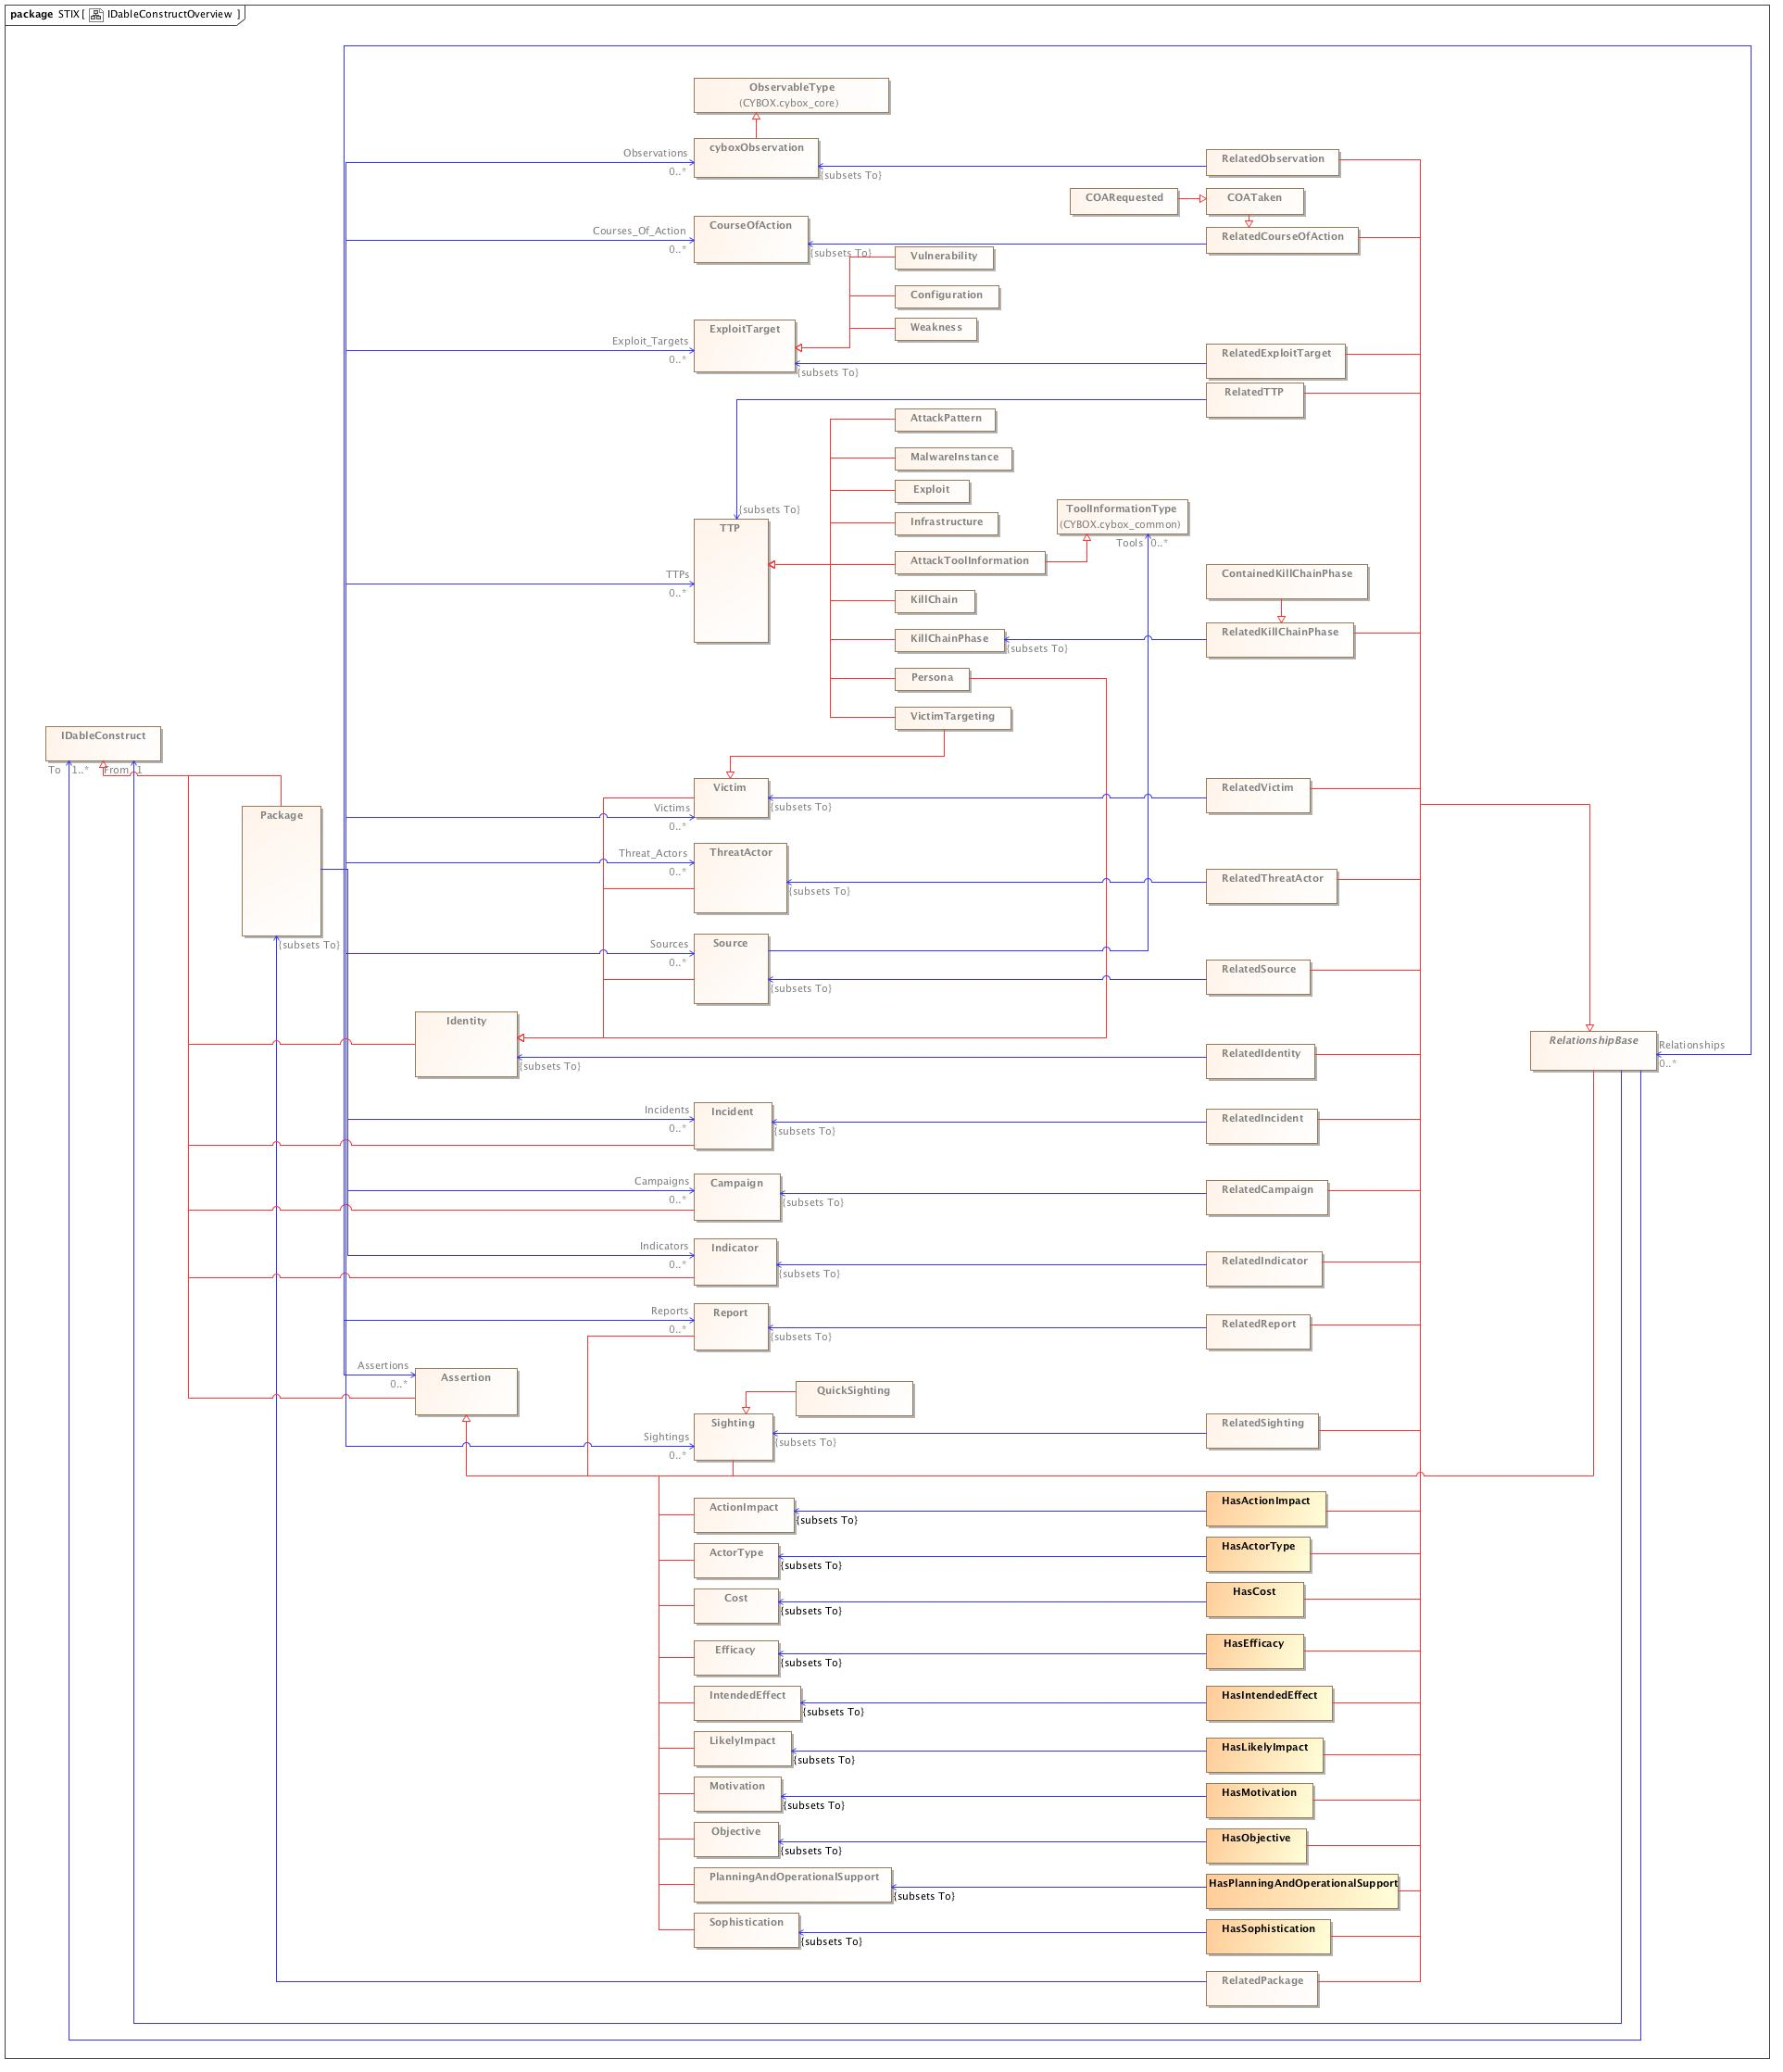 package STIX [ IDableConstructOverview ]
ObservableType
(CYBOX.cybox_core)
Observations
0..*
cyboxObservation
{subsets To}
RelatedObservation
COARequested
COATaken
Courses_Of_Action
0..*
CourseOfAction
{subsets To}
RelatedCourseOfAction
Vulnerability
Configuration
Weakness
Exploit_Targets
0..*
ExploitTarget
{subsets To}
RelatedExploitTarget
RelatedTTP
AttackPattern
MalwareInstance
Exploit
Infrastructure
{subsets To}
TTP
ToolInformationType
(CYBOX.cybox_common)
Tools 0..*
AttackToolInformation
TTPs
0..*
KillChain
ContainedKillChainPhase
KillChainPhase
{subsets To}
RelatedKillChainPhase
Persona
VictimTargeting
IDableConstruct
To 1..* From 1
Package
{subsets To}
Victim
Victims
0..*
{subsets To}
RelatedVictim
Threat_Actors
0..*
ThreatActor
{subsets To}
RelatedThreatActor
Sources
0..*
Source
{subsets To}
RelatedSource
Identity
{subsets To}
RelatedIdentity
RelationshipBase
Relationships
0..*
Incidents
0..*
Incident
{subsets To}
RelatedIncident
Campaigns
0..*
Campaign
{subsets To}
RelatedCampaign
Indicators
0..*
Indicator
{subsets To}
RelatedIndicator
Reports
0..*
Report
{subsets To}
RelatedReport
Assertions
0..*
Assertion
QuickSighting
Sightings
0..*
Sighting
{subsets To}
RelatedSighting
ActionImpact
{subsets To}
HasActionImpact
ActorType
{subsets To}
HasActorType
Cost
{subsets To}
HasCost
Efficacy
{subsets To}
HasEfficacy
IntendedEffect
{subsets To}
HasIntendedEffect
LikelyImpact
{subsets To}
HasLikelyImpact
Motivation
{subsets To}
HasMotivation
Objective
{subsets To}
HasObjective
PlanningAndOperationalSupport
{subsets To}
HasPlanningAndOperationalSupport
Sophistication
{subsets To}
HasSophistication
RelatedPackage